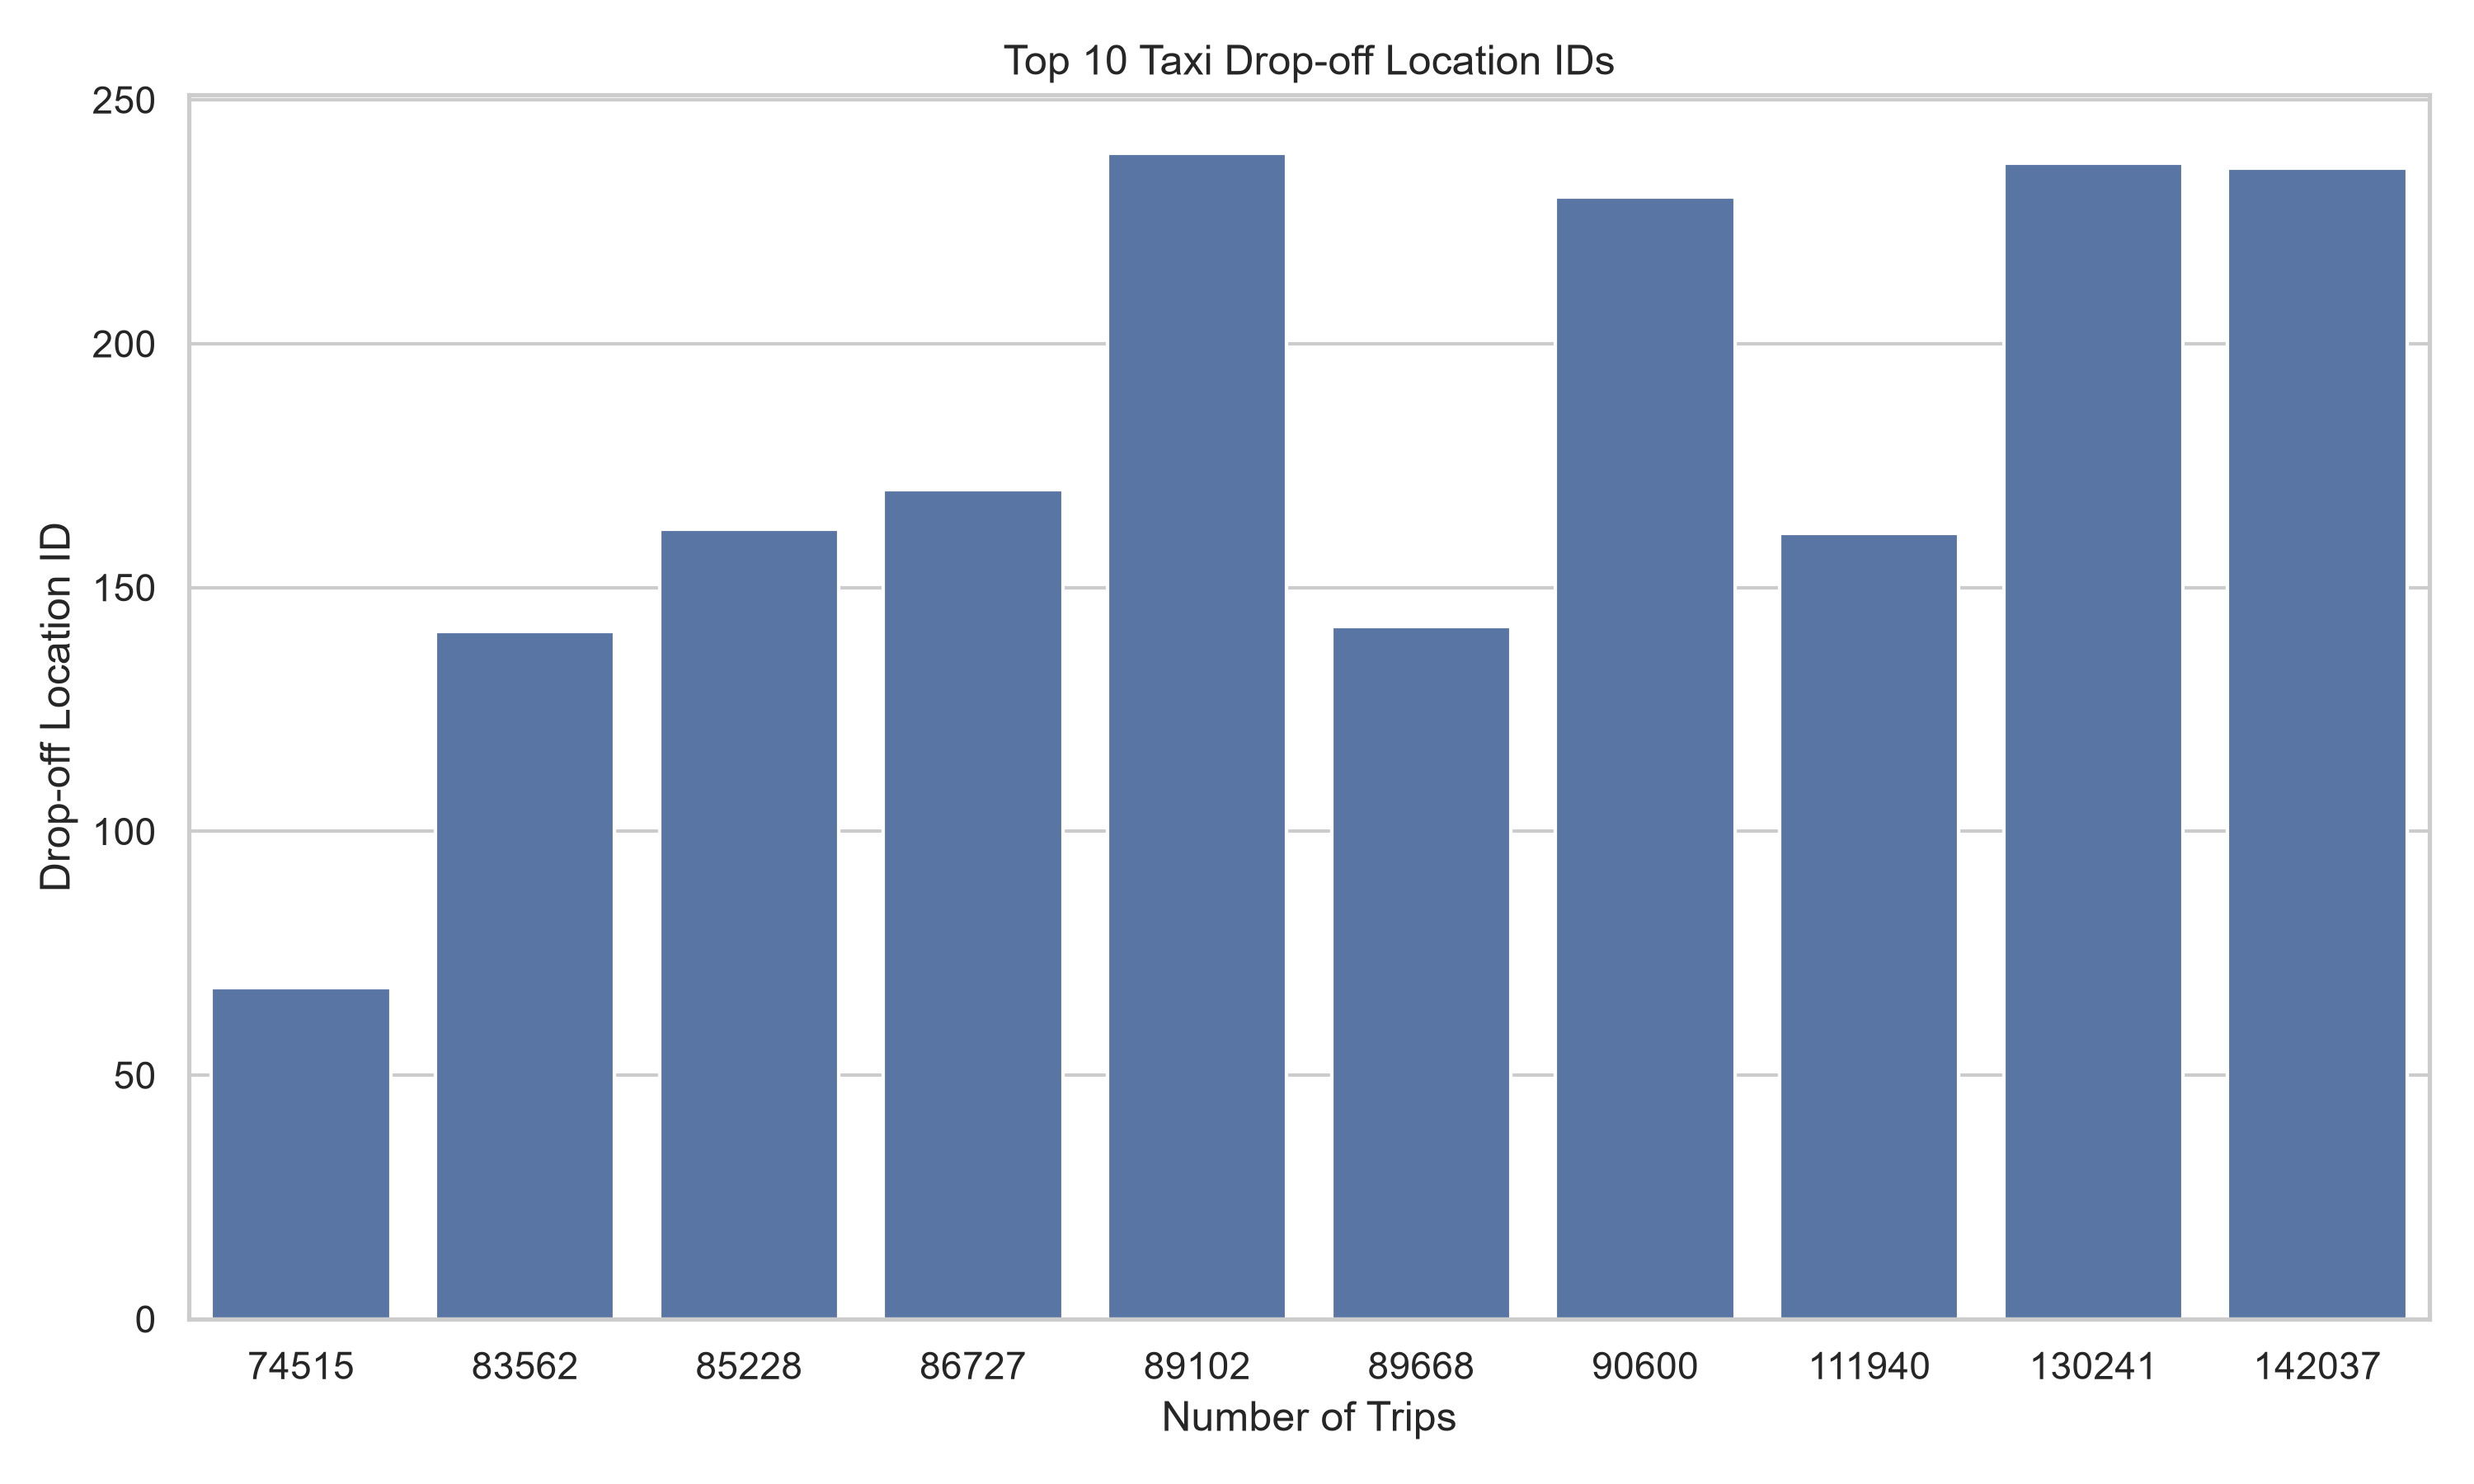 Top 10 Taxi Drop-off Location IDs
250
200
150
100
50
0
Drop-off Location ID
74515 83562 85228 86727 89102 89668 90600 111940 130241 142037
Number of Trips